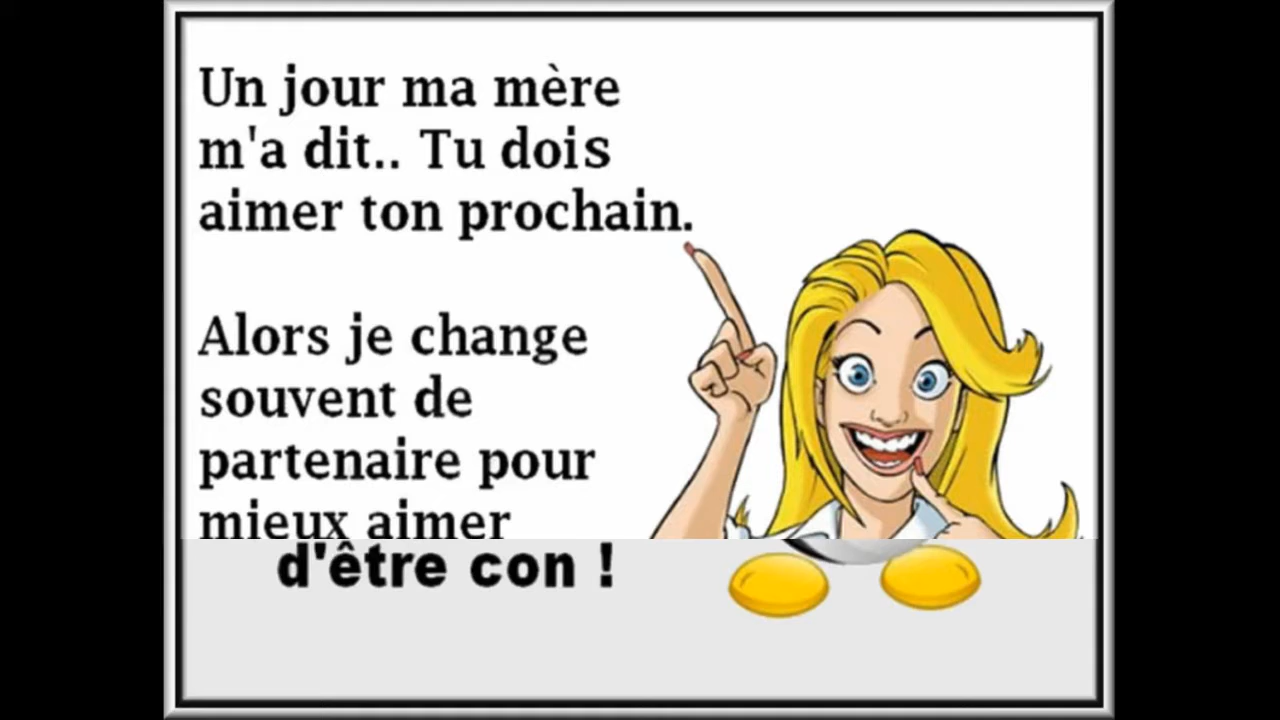 Un jour ma mère
m'a dit.. Tu dois
aimer ton prochain.
Alors je change
souvent de
partenaire pour
mieux aimer
d'être con !